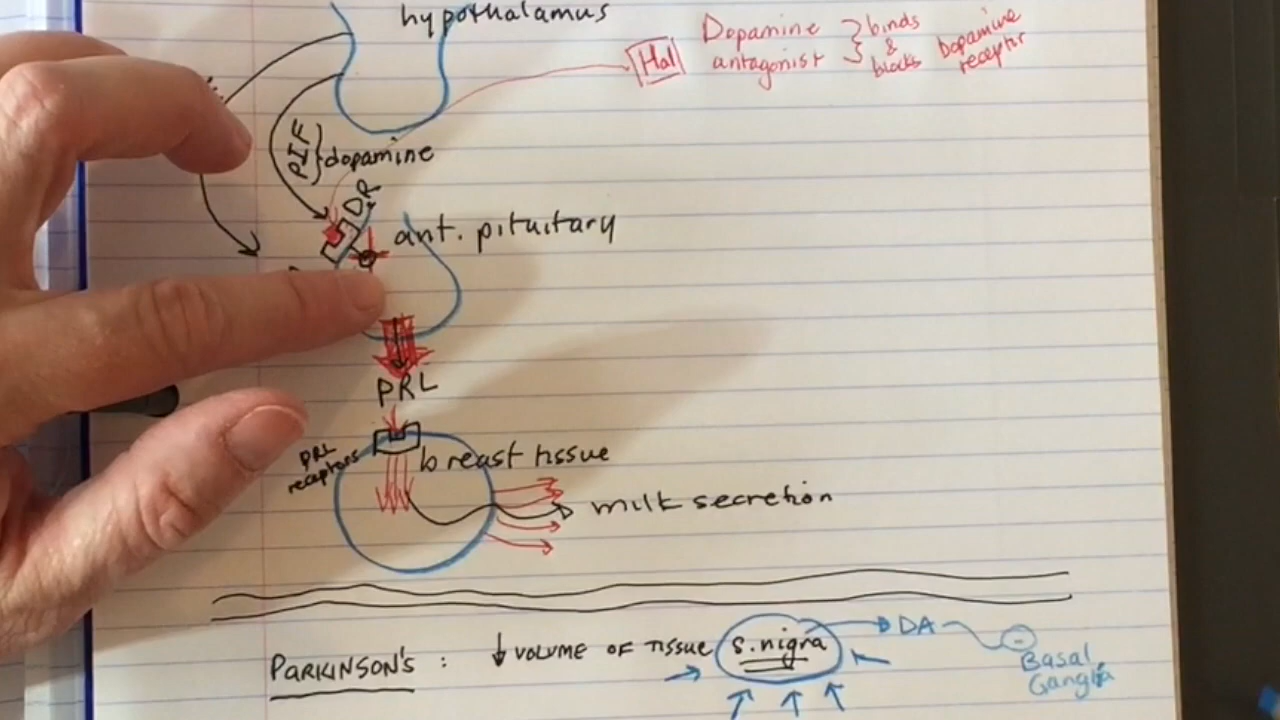 hypothalamus
Hal
Dopamine
antagonist
binds
&
blocks
Dopamine
receptor
PIF
dopamine
DR
ant. pituitary
PRL
PRL
receptors
breast tissue
milk secretion
PARKINSON'S : ↓ VOLUME OF TISSUE s.nigra
DA
-
Basal
Ganglia